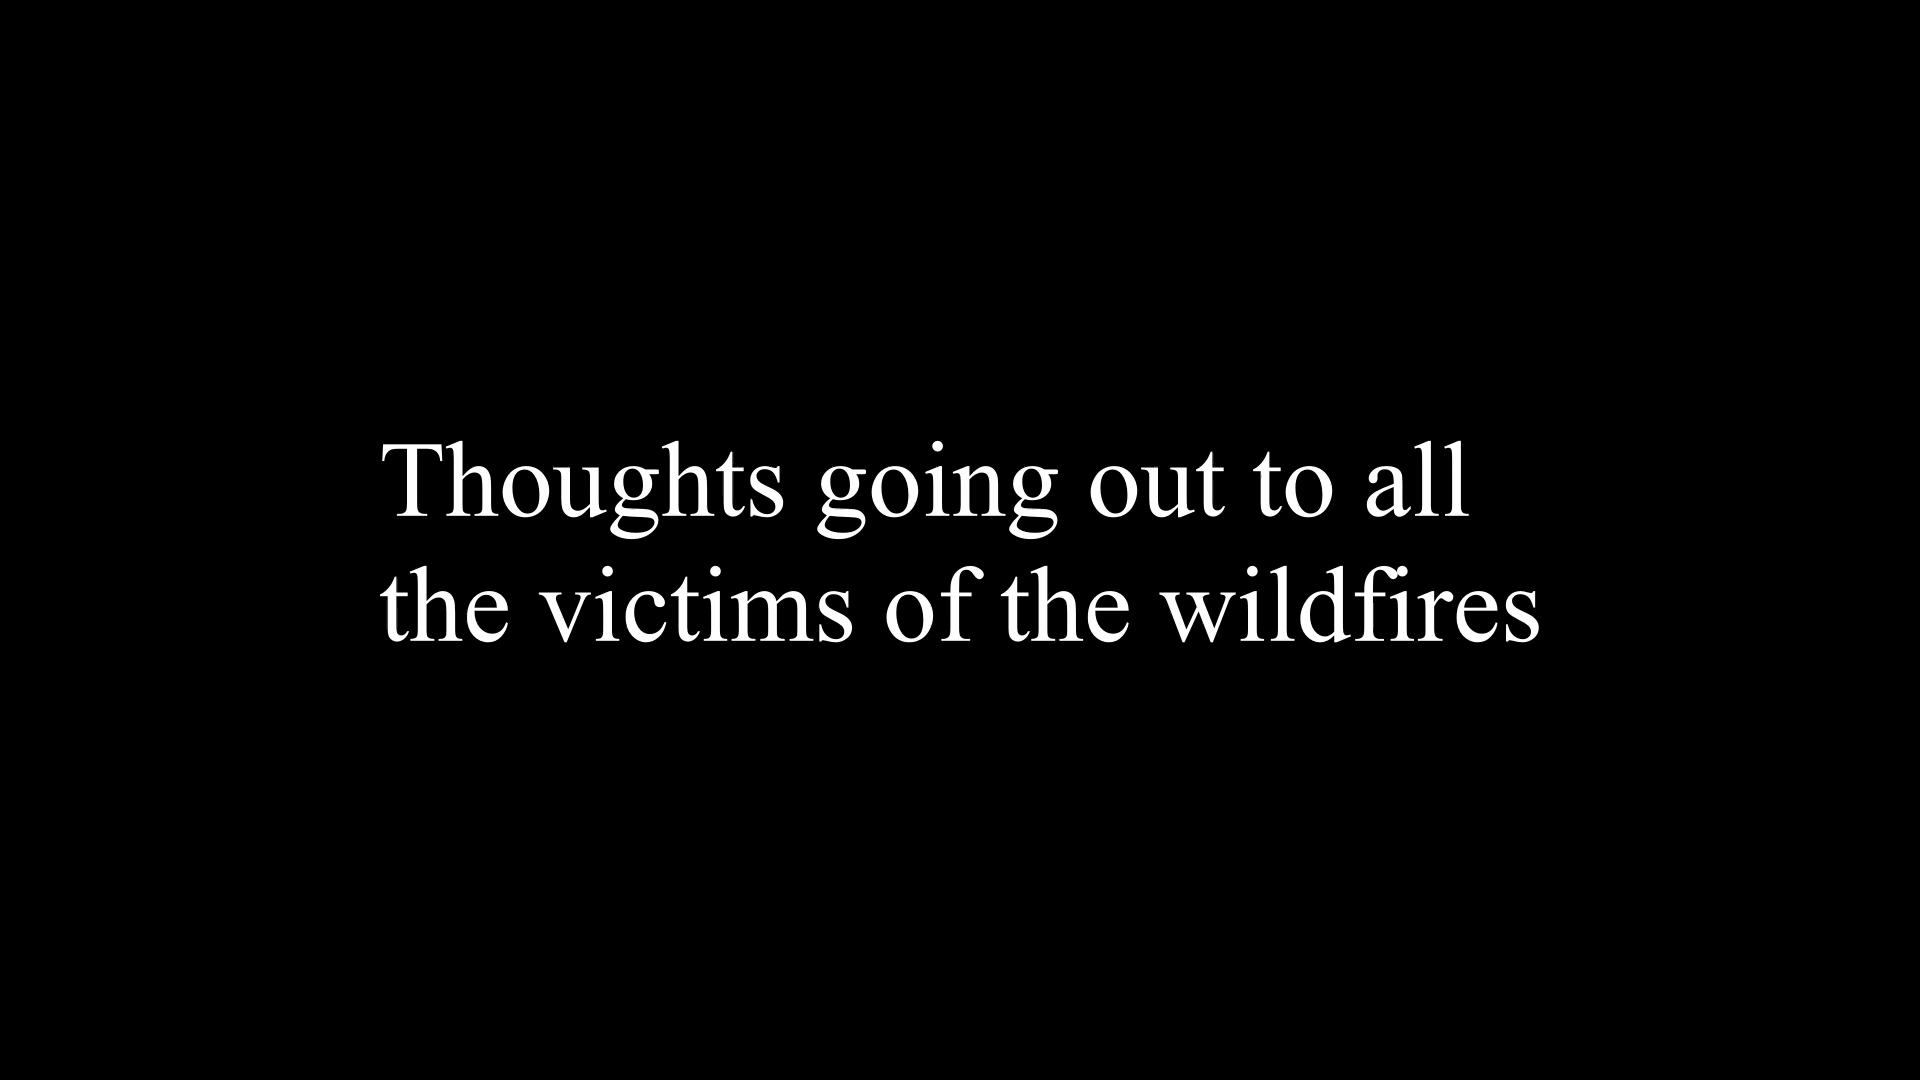 Thoughts going out to all
the victims of the wildfires